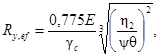 R_{y,ef} = \frac{0,775E}{\gamma_c} \sqrt[3]{\left(\frac{\eta_2}{\psi\theta}\right)^2},